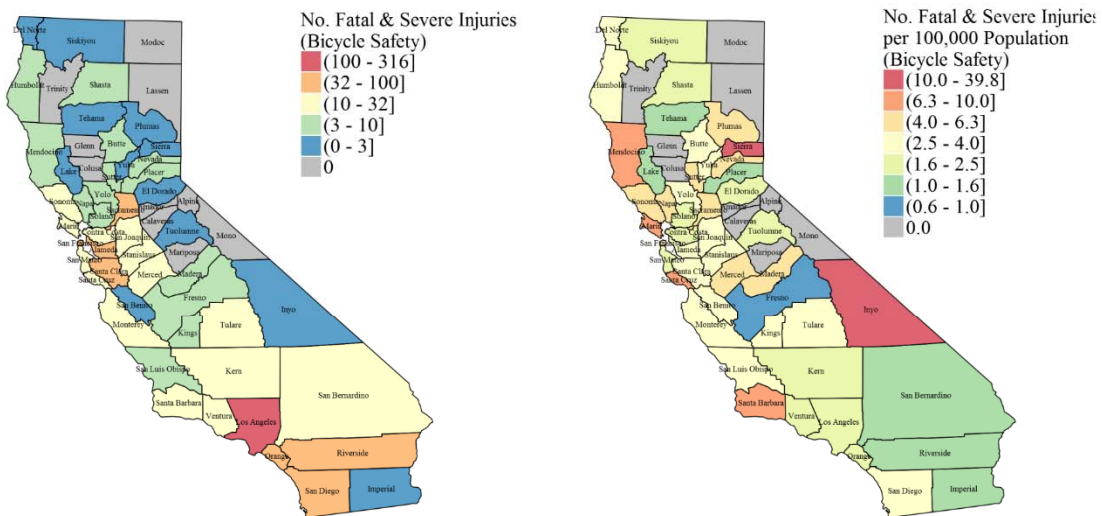 No. Fatal & Severe Injuries
(Bicycle Safety)
(100 - 316]
(32 - 100]
(10 - 32]
(3 - 10]
(0 - 3]
0
Del Norte
Siskiyou
Modoc
Humboldt
Trinity
Shasta
Lassen
Tehama
Plumas
Mendocino
Glenn
Butte
Sierra
Lake
Colusa
Yuba
Nevada
Sutter
Placer
Sonoma
Napa
Yolo
El Dorado
Alpine
Solano
Sacramento
Amador
Marin
Calaveras
Tuolumne
Mono
Contra Costa
San Joaquin
San Francisco
Alameda
Stanislaus
Mariposa
San Mateo
Santa Clara
Merced
Madera
Santa Cruz
San Benito
Fresno
Inyo
Monterey
Kings
Tulare
San Luis Obispo
Kern
San Bernardino
Santa Barbara
Ventura
Los Angeles
Orange
Riverside
San Diego
Imperial
No. Fatal & Severe Injuries
per 100,000 Population
(Bicycle Safety)
(10.0 - 39.8]
(6.3 - 10.0]
(4.0 - 6.3]
(2.5 - 4.0]
(1.6 - 2.5]
(1.0 - 1.6]
(0.6 - 1.0]
0.0
Del Norte
Siskiyou
Modoc
Humboldt
Trinity
Shasta
Lassen
Tehama
Plumas
Mendocino
Glenn
Butte
Sierra
Lake
Colusa
Yuba
Nevada
Sutter
Placer
Sonoma
Napa
Yolo
El Dorado
Alpine
Solano
Sacramento
Amador
Marin
Calaveras
Tuolumne
Mono
Contra Costa
San Joaquin
San Francisco
Alameda
Stanislaus
Mariposa
San Mateo
Santa Clara
Merced
Madera
Santa Cruz
San Benito
Fresno
Inyo
Monterey
Kings
Tulare
San Luis Obispo
Kern
San Bernardino
Santa Barbara
Ventura
Los Angeles
Orange
Riverside
San Diego
Imperial